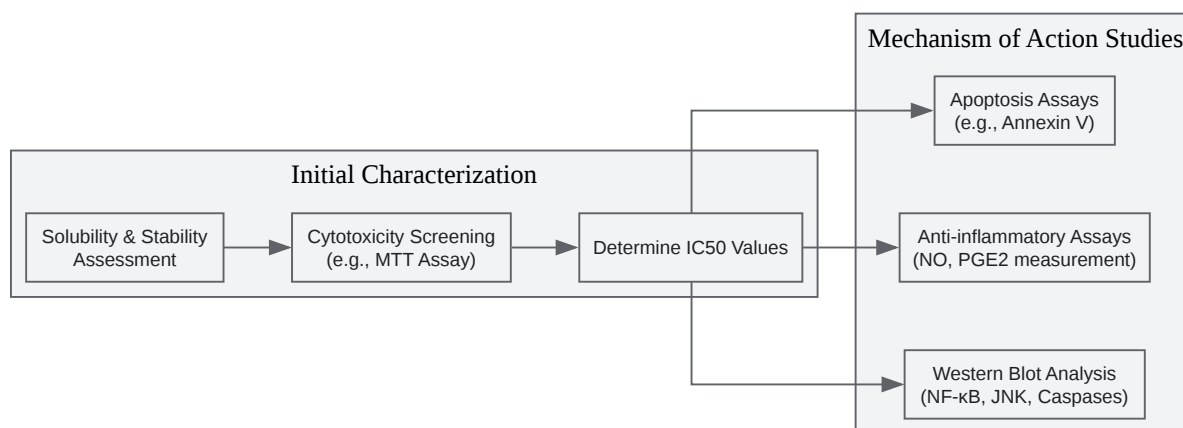 Mechanism of Action Studies
Apoptosis Assays
(e.g., Annexin V)
Initial Characterization
Solubility & Stability
Assessment
Cytotoxicity Screening
(e.g., MTT Assay)
Determine IC50 Values
Anti-inflammatory Assays
(NO, PGE2 measurement)
Western Blot Analysis
(NF-κB, JNK, Caspases)